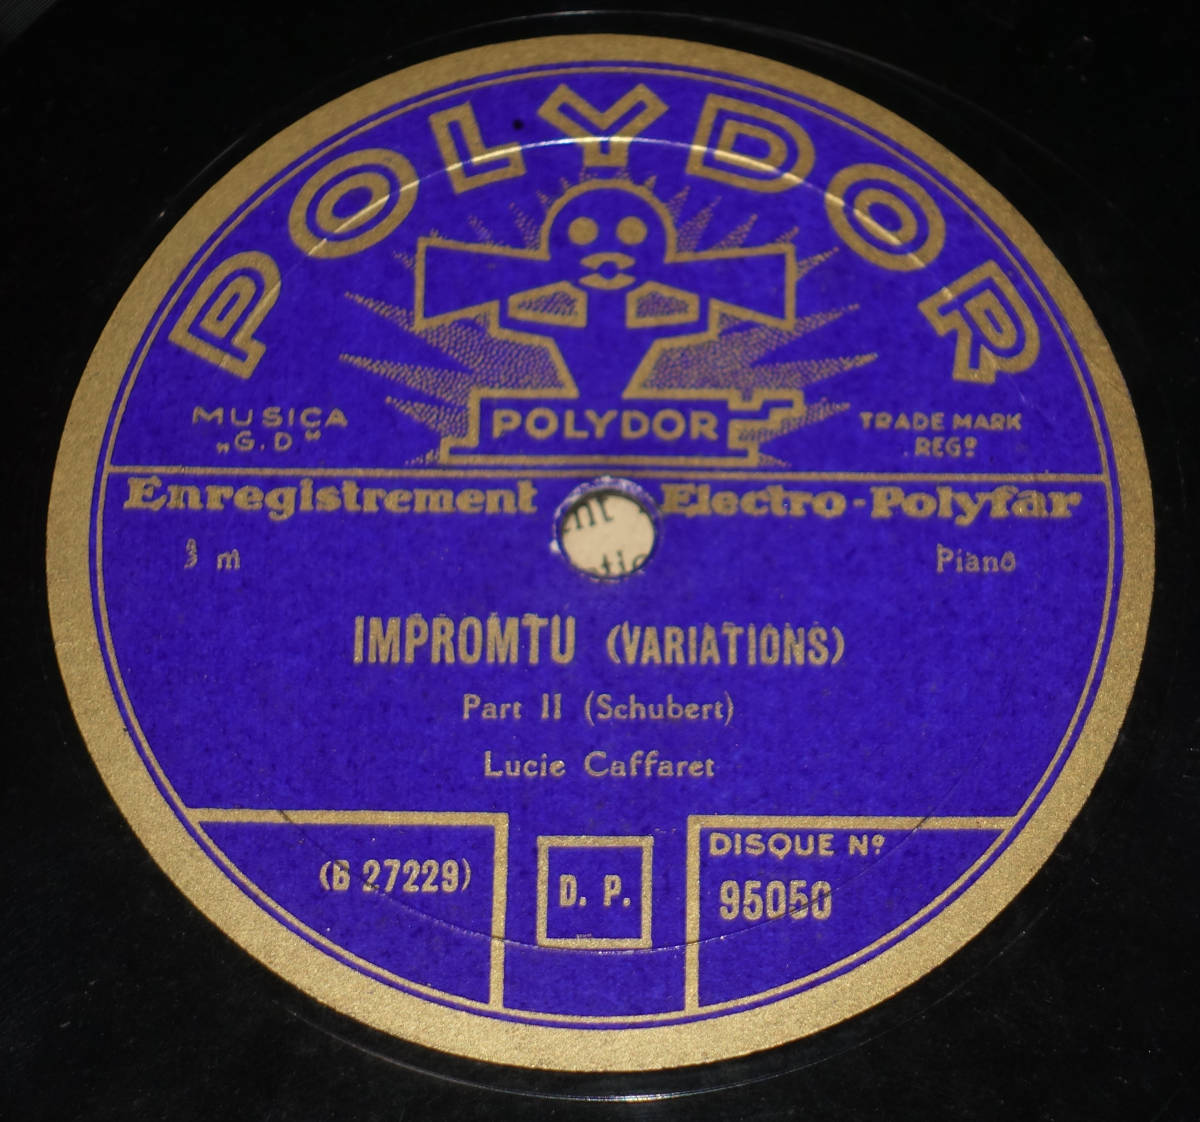 POLYDOR
POLYDOR
MUSICA
„G.D“
TRADE MARK
REGD
Enregistrement Electro-Polyfar
Piano
IMPROMTU (VARIATIONS)
Part II (Schubert)
Lucie Caffaret
(B 27229)
D. P.
DISQUE No
95050